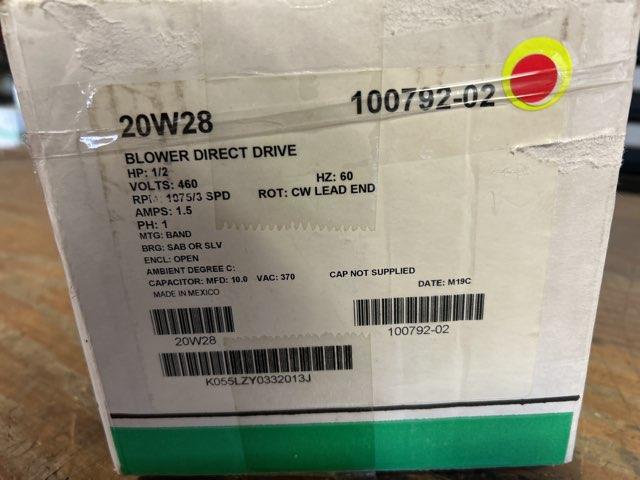 20W28 100792-02
BLOWER DIRECT DRIVE
HP: 1/2
VOLTS: 460 HZ: 60
RPM: 1075/3 SPD ROT: CW LEAD END
AMPS: 1.5
PH: 1
MTG: BAND
BRG: SAB OR SLV
ENCL: OPEN
AMBIENT DEGREE C:
CAPACITOR: MFD: 10.0 VAC: 370 CAP NOT SUPPLIED
MADE IN MEXICO DATE: M19C
20W28 100792-02
K055LZY0332013J